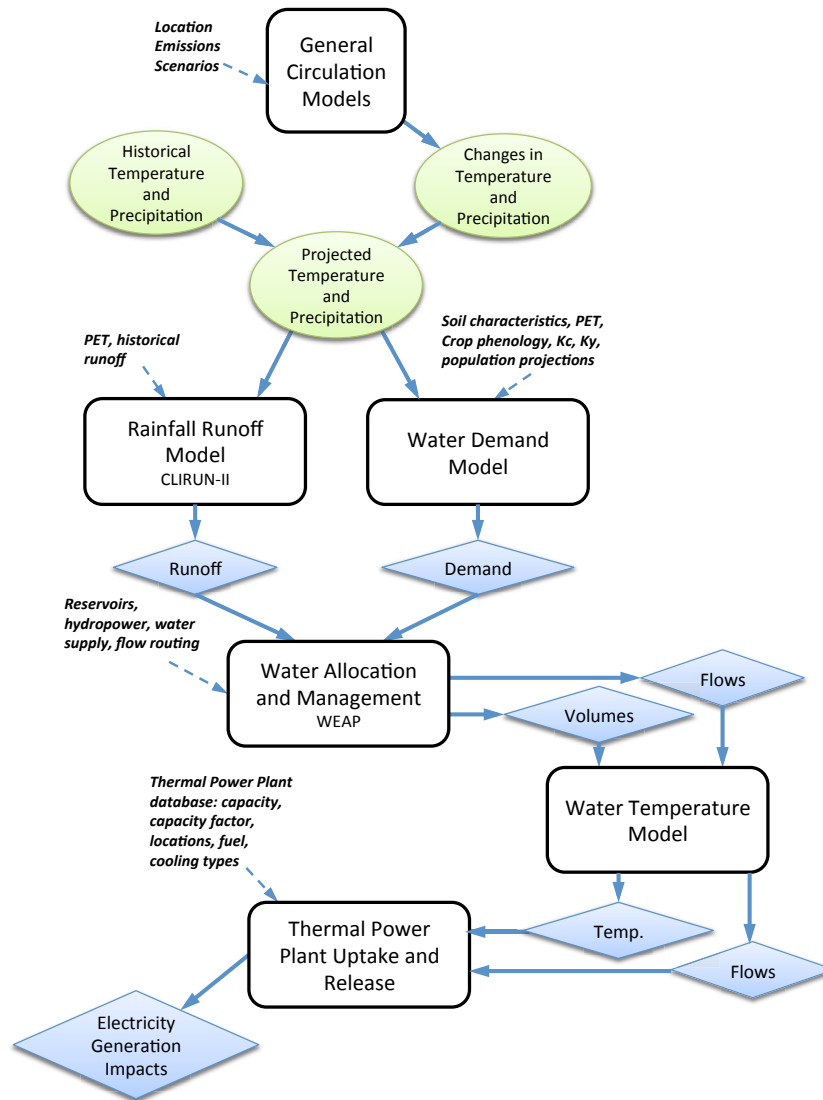 Location
Emissions
Scenarios
General
Circulation
Models
Historical
Temperature
and
Precipitation
Changes in
Temperature
and
Precipitation
Projected
Temperature
and
Precipitation
PET, historical
runoff
Soil characteristics, PET,
Crop phenology, Kc, Ky,
population projections
Rainfall Runoff
Model
CLIRUN-II
Water Demand
Model
Runoff
Demand
Reservoirs,
hydropower, water
supply, flow routing
Water Allocation
and Management
WEAP
Flows
Volumes
Thermal Power Plant
database: capacity,
capacity factor,
locations, fuel,
cooling types
Water Temperature
Model
Thermal Power
Plant Uptake and
Release
Temp.
Flows
Electricity
Generation
Impacts